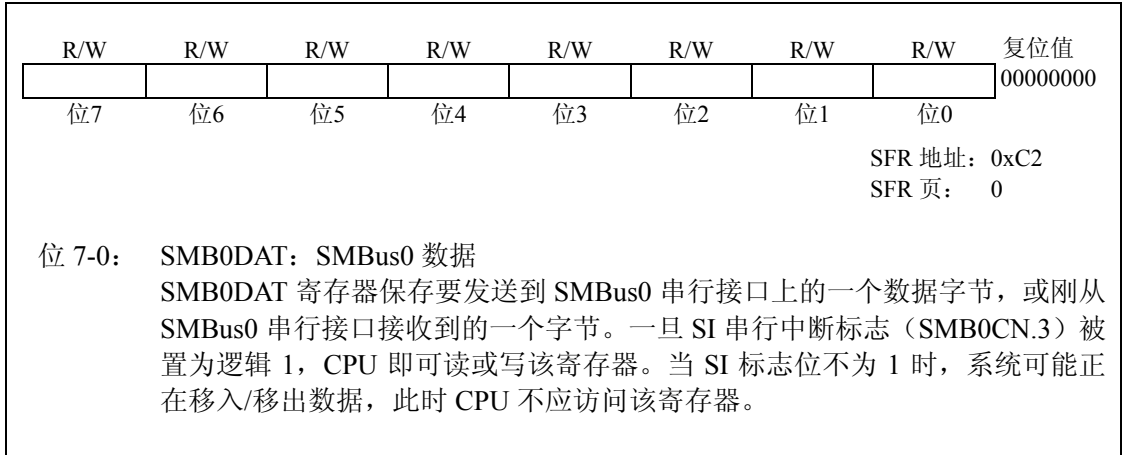 R/W R/W R/W R/W R/W R/W R/W R/W 复位值
00000000
位7 位6 位5 位4 位3 位2 位1 位0
SFR 地址: 0xC2
SFR 页: 0
位 7-0: SMB0DAT:SMBus0 数据
SMB0DAT 寄存器保存要发送到 SMBus0 串行接口上的一个数据字节,或刚从
SMBus0 串行接口接收到的一个字节。一旦 SI 串行中断标志(SMB0CN.3)被
置为逻辑 1,CPU 即可读或写该寄存器。当 SI 标志位不为 1 时,系统可能正
在移入/移出数据,此时 CPU 不应访问该寄存器。